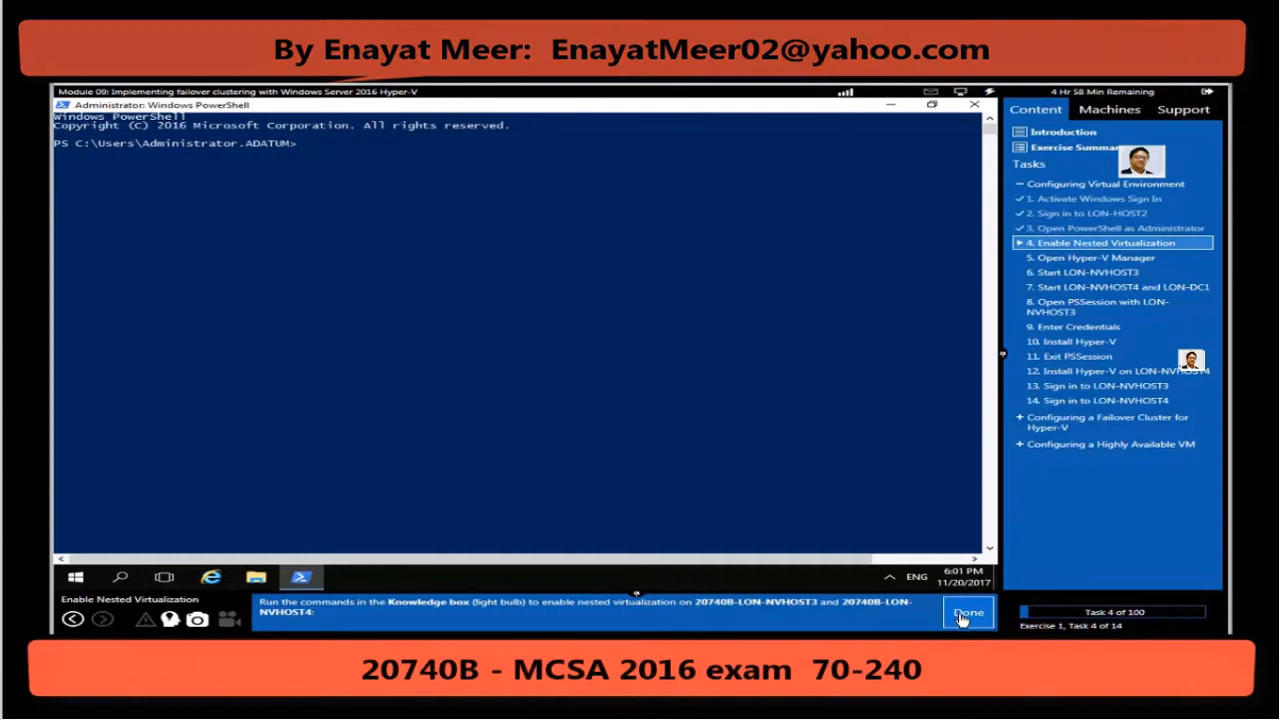 By Enayat Meer: EnayatMeer02@yahoo.com
Module 09: Implementing failover clustering with Windows Server 2016 Hyper-V
4 Hr 58 Min Remaining
Administrator: Windows PowerShell
Windows PowerShell
Copyright (C) 2016 Microsoft Corporation. All rights reserved.
PS C:\Users\Administrator.ADATUM>
Content Machines Support
Introduction
Exercise Summar
Tasks
Configuring Virtual Environment
1. Activate Windows Sign In
2. Sign in to LON-HOST2
3. Open PowerShell as Administrator
4. Enable Nested Virtualization
5. Open Hyper-V Manager
6. Start LON-NVHOST3
7. Start LON-NVHOST4 and LON-DC1
8. Open PSSession with LON-
NVHOST3
9. Enter Credentials
10. Install Hyper-V
11. Exit PSSession
12. Install Hyper-V on LON-NVHOST4
13. Sign in to LON-NVHOST3
14. Sign in to LON-NVHOST4
+ Configuring a Failover Cluster for
Hyper-V
+ Configuring a Highly Available VM
ENG
6:01 PM
11/20/2017
Enable Nested Virtualization
Run the commands in the Knowledge box (light bulb) to enable nested virtualization on 20740B-LON-NVHOST3 and 20740B-LON-
NVHOST4:
Done
Task 4 of 100
Exercise 1, Task 4 of 14
20740B - MCSA 2016 exam 70-240